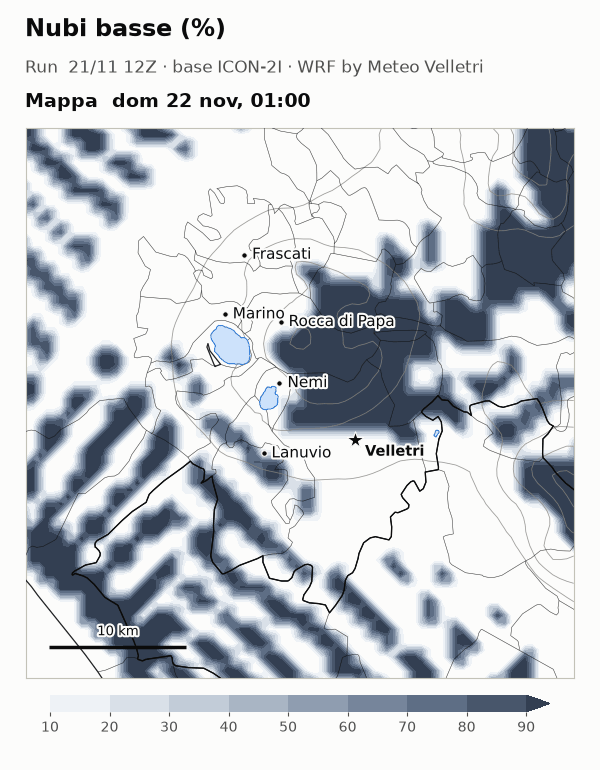 Nubi basse (%)
Run 21/11 12Z · base ICON-2I · WRF by Meteo Velletri
Mappa dom 22 nov, 01:00
Frascati
Marino
Rocca di Papa
Nemi
Velletri
Lanuvio
10 km
10 20 30 40 50 60 70 80 90